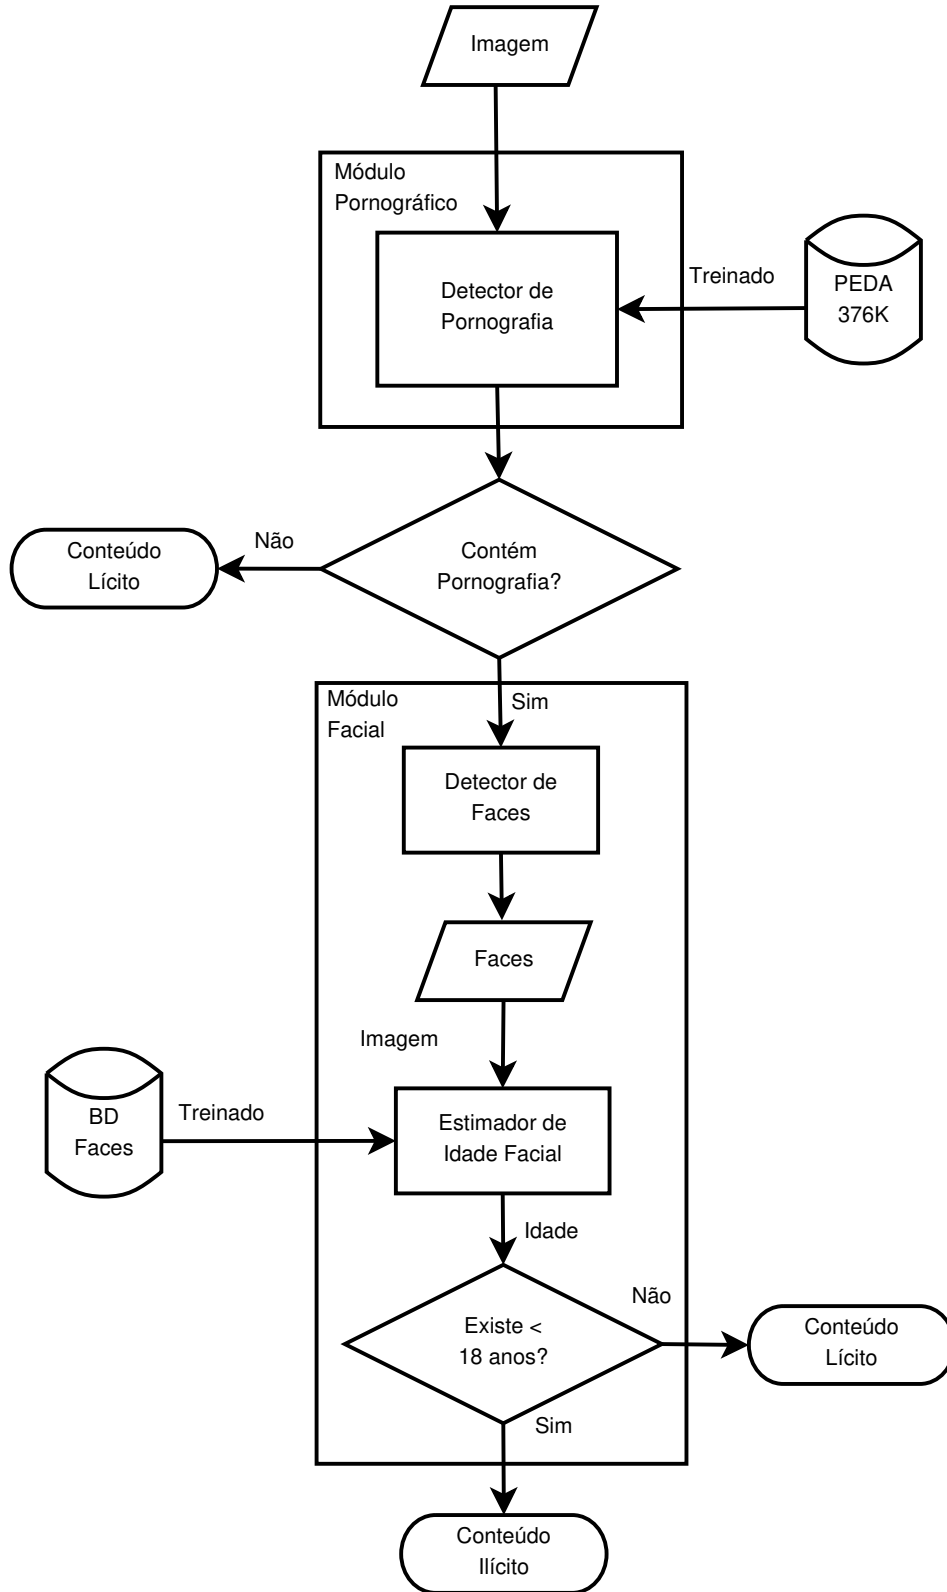 Imagem
Módulo
Pornográfico
Detector de
Pornografia
Treinado
PEDA
376K
Contém
Pornografia?
Não
Conteúdo
Lícito
Sim
Módulo
Facial
Detector de
Faces
Faces
Imagem
BD
Faces
Treinado
Estimador de
Idade Facial
Idade
Existe <
18 anos?
Não
Conteúdo
Lícito
Sim
Conteúdo
Ilícito